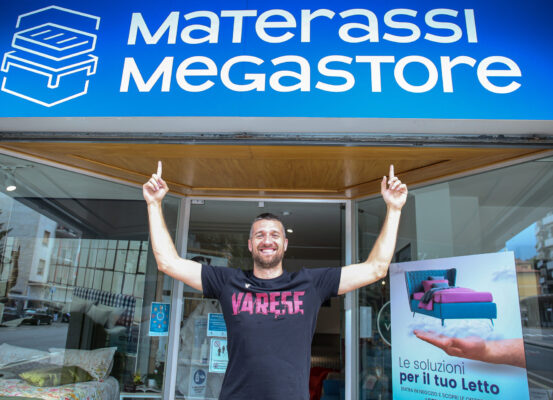 MATERASSI
MEGASTORE
VARESE
Le soluzioni
per il tuo Letto